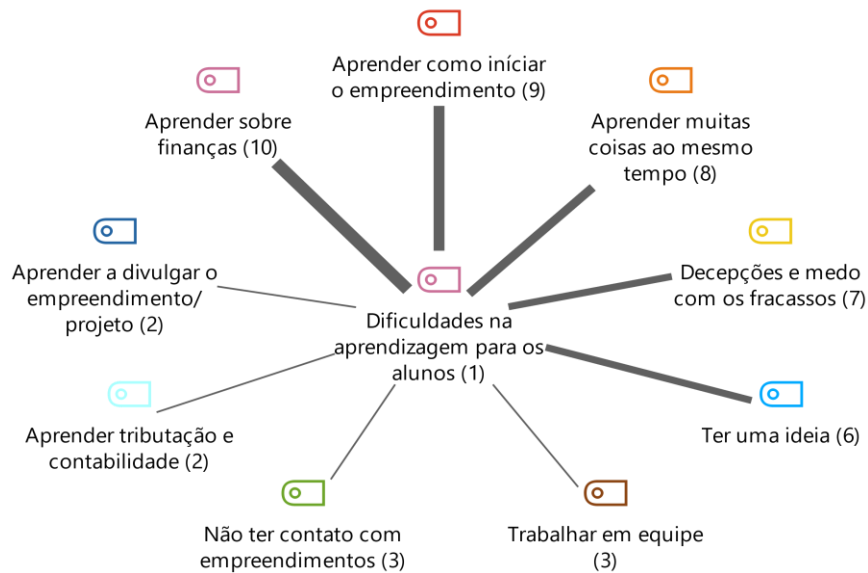 Aprender como iníciar
o empreendimento (9)
Aprender sobre
finanças (10)
Aprender muitas
coisas ao mesmo
tempo (8)
Aprender a divulgar o
empreendimento/
projeto (2)
Decepções e medo
com os fracassos (7)
Dificuldades na
aprendizagem para os
alunos (1)
Aprender tributação e
contabilidade (2)
Ter uma ideia (6)
Não ter contato com
empreendimentos (3)
Trabalhar em equipe
(3)